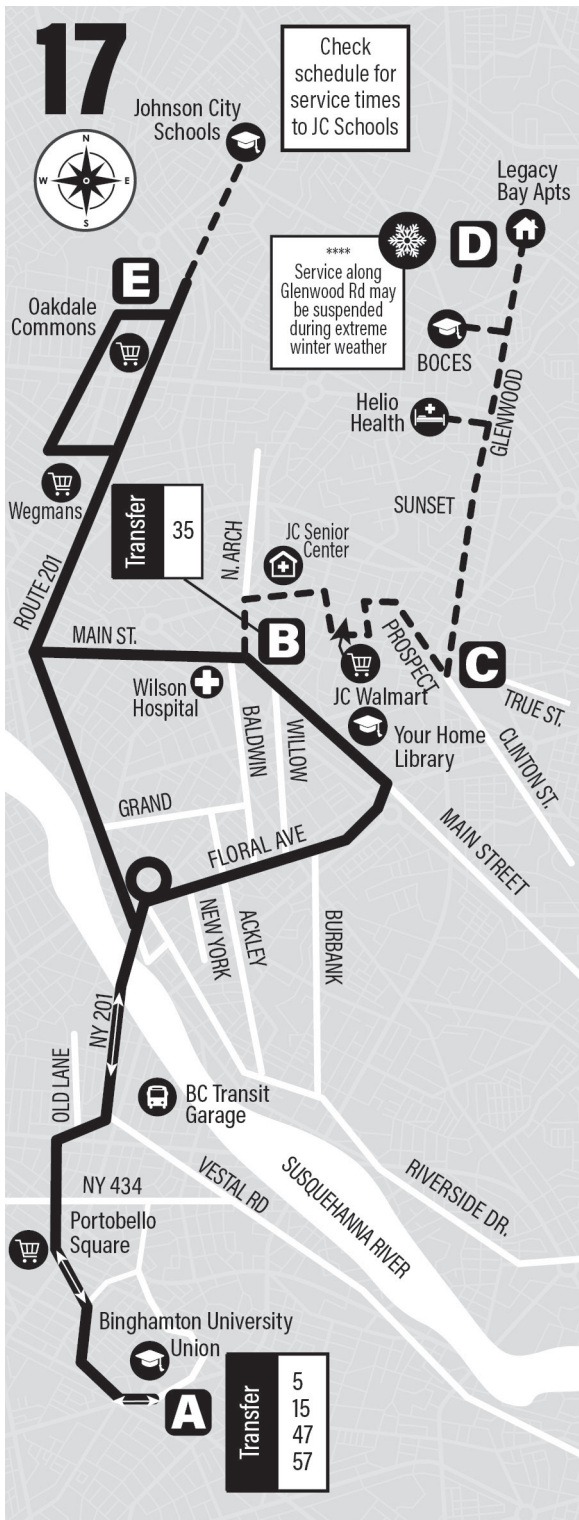 17
Johnson City
Schools
Check
schedule for
service times
to JC Schools
N
W
E
S
Legacy
Bay Apts
D
****
Service along
Glenwood Rd may
be suspended
during extreme
winter weather
E
Oakdale
Commons
BOCES
Helio
Health
GLENWOOD
Wegmans
Transfer
35
SUNSET
N. ARCH
JC Senior
Center
ROUTE 201
MAIN ST.
B
C
PROSPECT
Wilson
Hospital
JC Walmart
TRUE ST.
BALDWIN
WILLOW
Your Home
Library
CLINTON ST.
GRAND
FLORAL AVE
MAIN STREET
NEW YORK
ACKLEY
BURBANK
NY 201
OLD LANE
BC Transit
Garage
VESTAL RD
SUSQUEHANNA RIVER
RIVERSIDE DR.
NY 434
Portobello
Square
Binghamton University
Union
A
Transfer
5
15
47
57